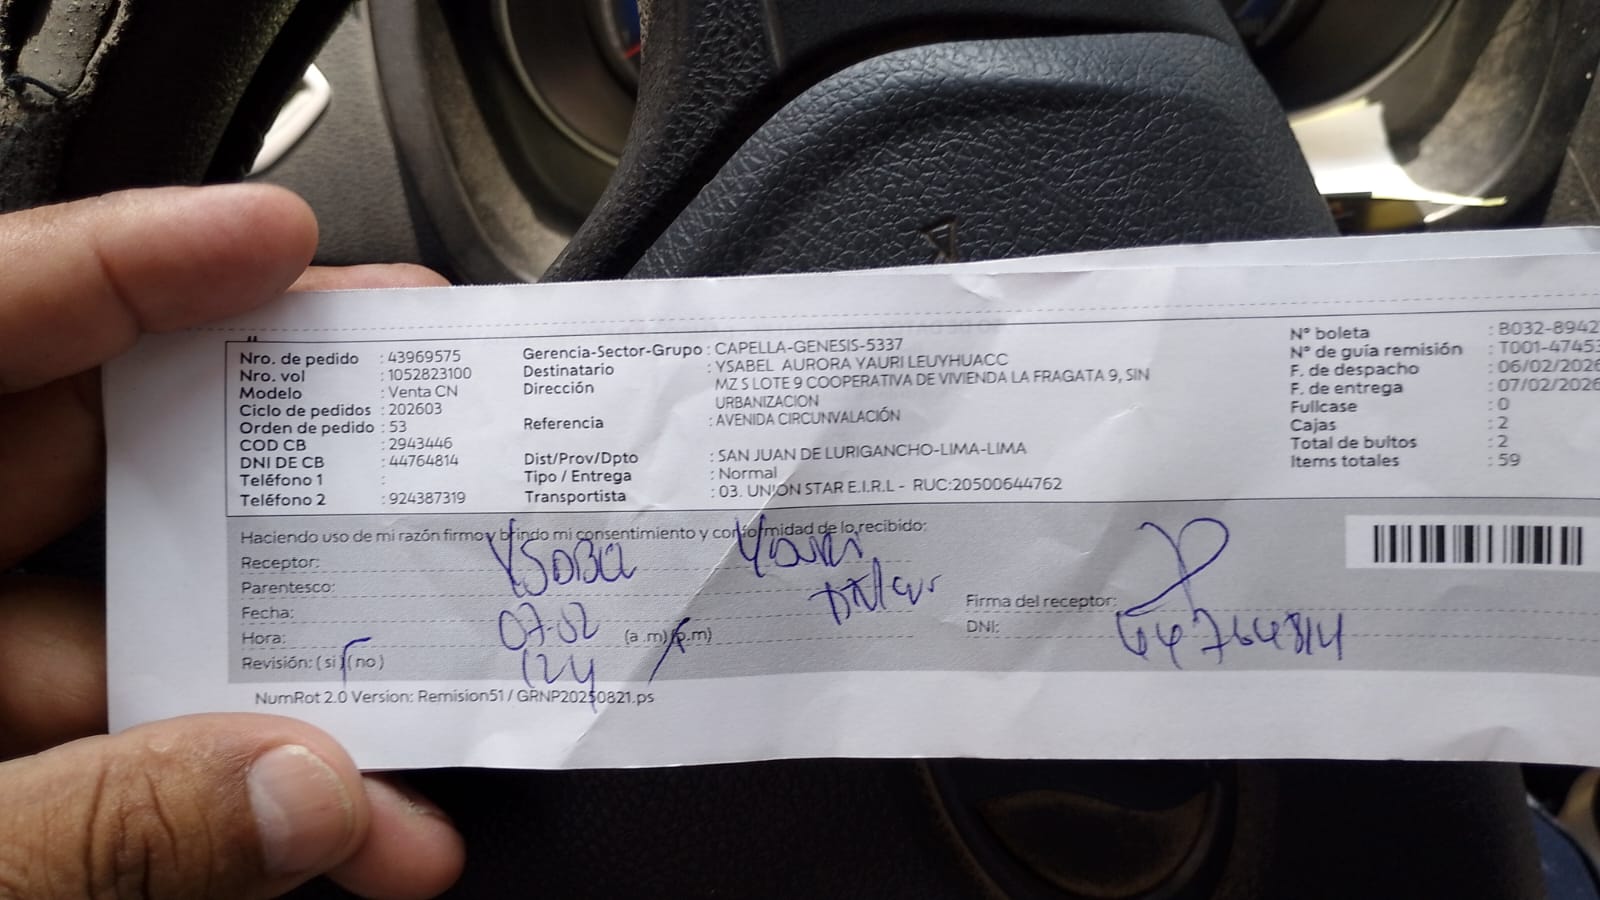 Nro. de pedido : 43969575
Nro. vol : 1052823100
Modelo : Venta CN
Ciclo de pedidos : 202603
Orden de pedido : 53
COD CB : 2943446
DNI DE CB : 44764814
Teléfono 1 :
Teléfono 2 : 924387319
Gerencia-Sector-Grupo : CAPELLA-GENESIS-5337
Destinatario : YSABEL AURORA YAURI LEUYHUACC
Dirección MZ S LOTE 9 COOPERATIVA DE VIVIENDA LA FRAGATA 9, SIN
URBANIZACION
Referencia : AVENIDA CIRCUNVALACIÓN
Dist/Prov/Dpto : SAN JUAN DE LURIGANCHO-LIMA-LIMA
Tipo / Entrega : Normal
Transportista : 03. UNION STAR E.I.R.L - RUC:20500644762
N° boleta : B032-8942
N° de guía remisión : T001-47453
F. de despacho : 06/02/2026
F. de entrega : 07/02/2026
Fullcase : 0
Cajas : 2
Total de bultos : 2
Items totales : 59
Haciendo uso de mi razón firmo y brindo mi consentimiento y conformidad de lo recibido:
Receptor: Yauri
Parentesco:
Fecha: 07-02
Hora: 124 (a .m)/(p.m)
Revisión: ( si )(no )
Firma del receptor:
DNI: 44764814
NumRot 2.0 Version: Remision51 / GRNP20250821.ps